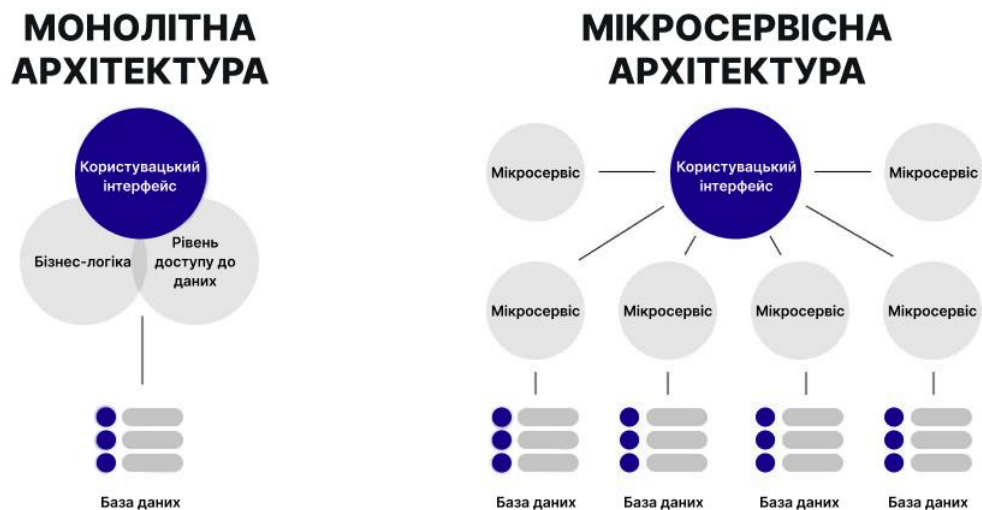 МОНОЛІТНА
АРХІТЕКТУРА
Користувацький
інтерфейс
Бізнес-логіка
Рівень
доступу до
даних
База даних
МІКРОСЕРВІСНА
АРХІТЕКТУРА
Мікросервіс
Користувацький
інтерфейс
Мікросервіс
Мікросервіс
Мікросервіс
Мікросервіс
Мікросервіс
База даних
База даних
База даних
База даних